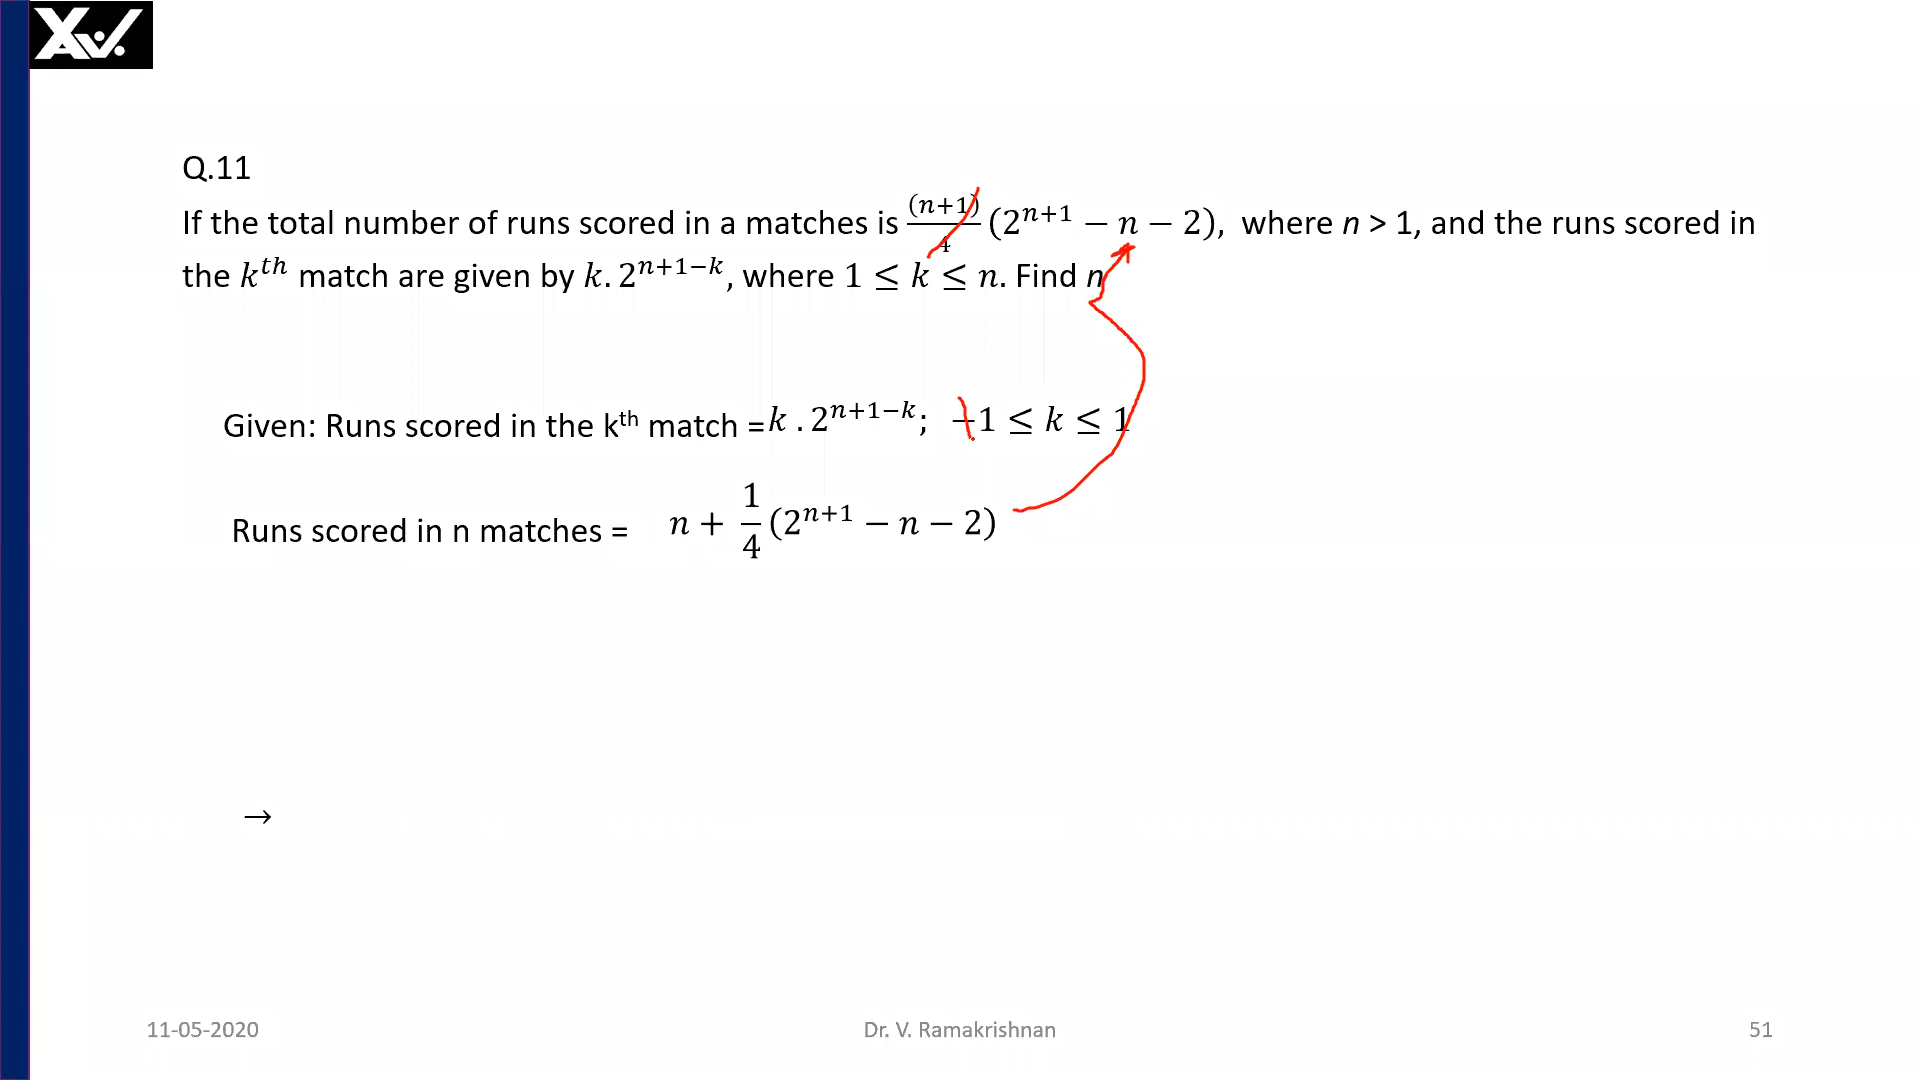 XV.
Q.11
If the total number of runs scored in a matches is (n+1)/4 (2^{n+1} − n − 2), where n > 1, and the runs scored in
the k^{th} match are given by k. 2^{n+1−k}, where 1 ≤ k ≤ n. Find n
Given: Runs scored in the k^{th} match = k . 2^{n+1−k}; −1 ≤ k ≤ 1
Runs scored in n matches = n + 1/4 (2^{n+1} − n − 2)
→
11-05-2020 Dr. V. Ramakrishnan 51